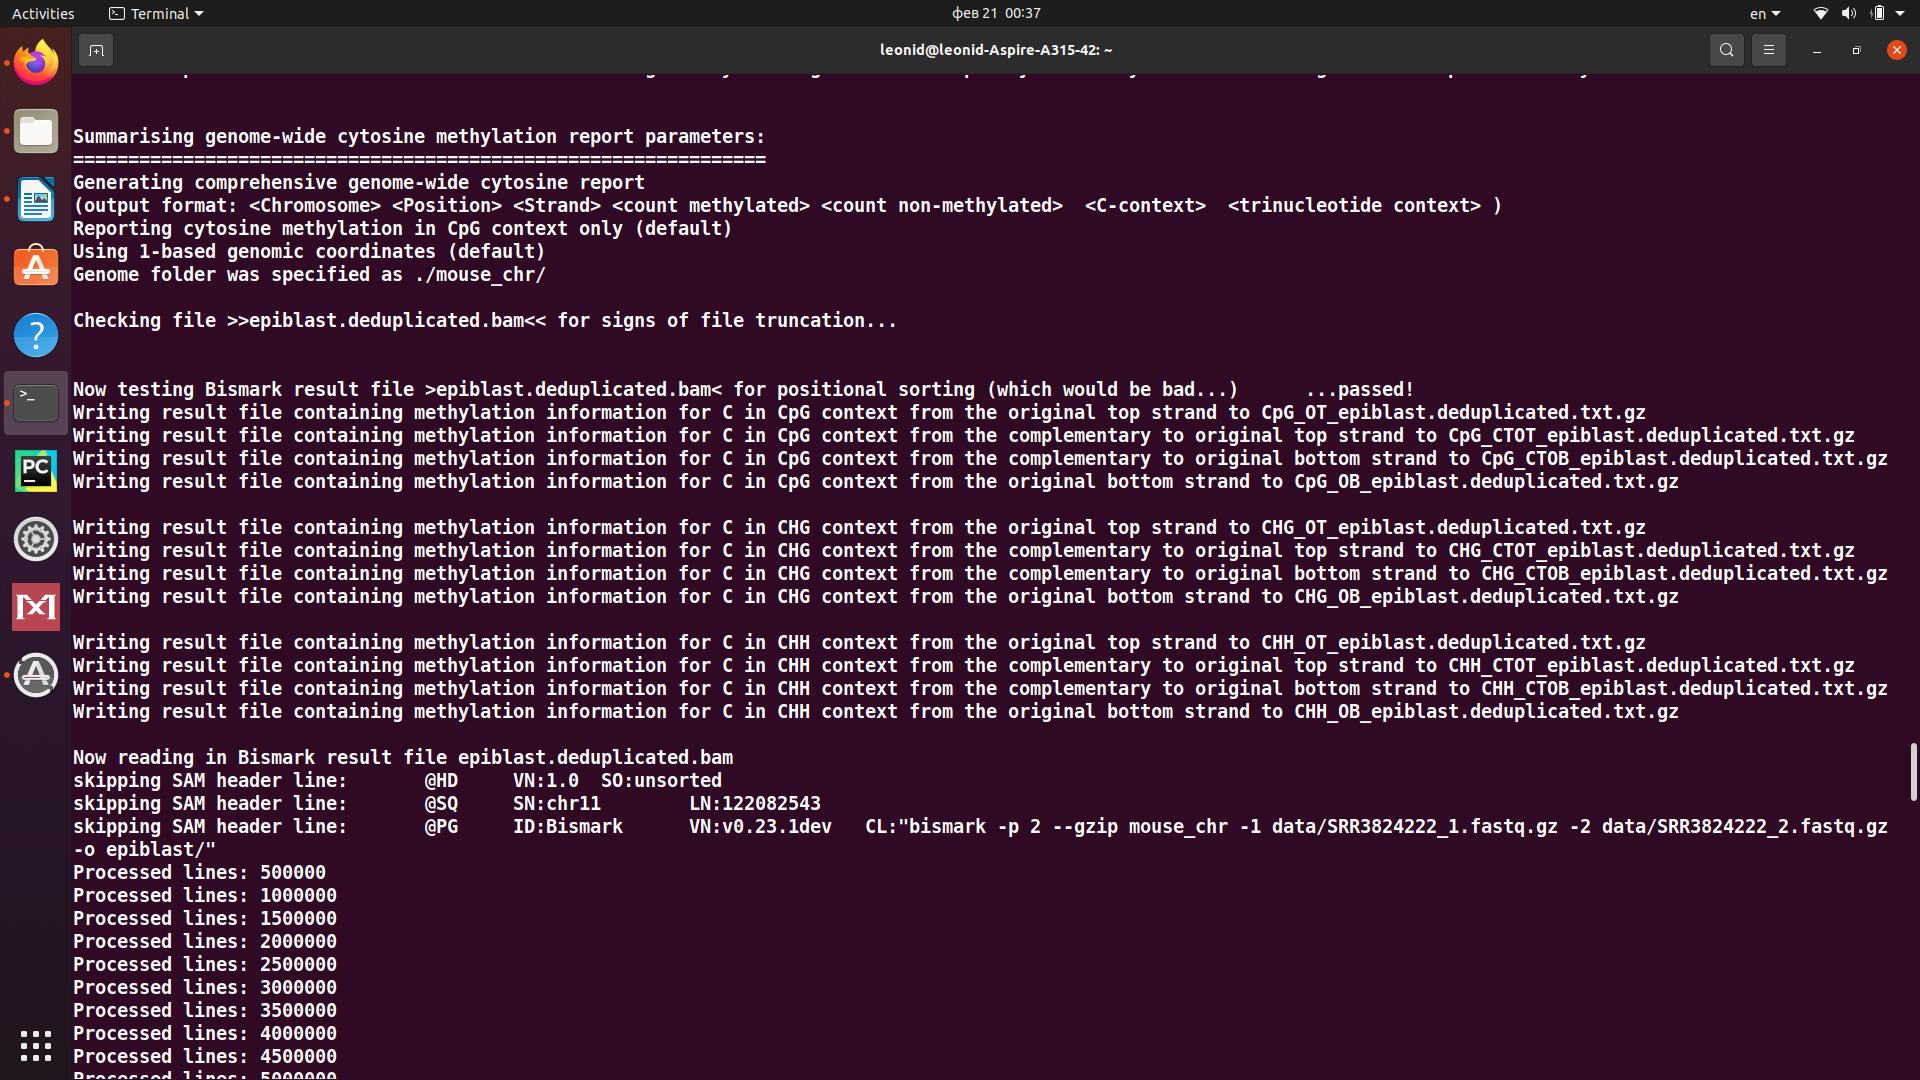 Activities Terminal фев 21 00:37 en
leonid@leonid-Aspire-A315-42: ~
Summarising genome-wide cytosine methylation report parameters:
===============================================================
Generating comprehensive genome-wide cytosine report
(output format: <Chromosome> <Position> <Strand> <count methylated> <count non-methylated>  <C-context>  <trinucleotide context> )
Reporting cytosine methylation in CpG context only (default)
Using 1-based genomic coordinates (default)
Genome folder was specified as ./mouse_chr/
Checking file >>epiblast.deduplicated.bam<< for signs of file truncation...
Now testing Bismark result file >epiblast.deduplicated.bam< for positional sorting (which would be bad...)	...passed!
Writing result file containing methylation information for C in CpG context from the original top strand to CpG_OT_epiblast.deduplicated.txt.gz
Writing result file containing methylation information for C in CpG context from the complementary to original top strand to CpG_CTOT_epiblast.deduplicated.txt.gz
Writing result file containing methylation information for C in CpG context from the complementary to original bottom strand to CpG_CTOB_epiblast.deduplicated.txt.gz
Writing result file containing methylation information for C in CpG context from the original bottom strand to CpG_OB_epiblast.deduplicated.txt.gz
Writing result file containing methylation information for C in CHG context from the original top strand to CHG_OT_epiblast.deduplicated.txt.gz
Writing result file containing methylation information for C in CHG context from the complementary to original top strand to CHG_CTOT_epiblast.deduplicated.txt.gz
Writing result file containing methylation information for C in CHG context from the complementary to original bottom strand to CHG_CTOB_epiblast.deduplicated.txt.gz
Writing result file containing methylation information for C in CHG context from the original bottom strand to CHG_OB_epiblast.deduplicated.txt.gz
Writing result file containing methylation information for C in CHH context from the original top strand to CHH_OT_epiblast.deduplicated.txt.gz
Writing result file containing methylation information for C in CHH context from the complementary to original top strand to CHH_CTOT_epiblast.deduplicated.txt.gz
Writing result file containing methylation information for C in CHH context from the complementary to original bottom strand to CHH_CTOB_epiblast.deduplicated.txt.gz
Writing result file containing methylation information for C in CHH context from the original bottom strand to CHH_OB_epiblast.deduplicated.txt.gz
Now reading in Bismark result file epiblast.deduplicated.bam
skipping SAM header line:	@HD	VN:1.0	SO:unsorted
skipping SAM header line:	@SQ	SN:chr11	LN:122082543
skipping SAM header line:	@PG	ID:Bismark	VN:v0.23.1dev	CL:"bismark -p 2 --gzip mouse_chr -1 data/SRR3824222_1.fastq.gz -2 data/SRR3824222_2.fastq.gz
-o epiblast/"
Processed lines: 500000
Processed lines: 1000000
Processed lines: 1500000
Processed lines: 2000000
Processed lines: 2500000
Processed lines: 3000000
Processed lines: 3500000
Processed lines: 4000000
Processed lines: 4500000
Processed lines: 5000000